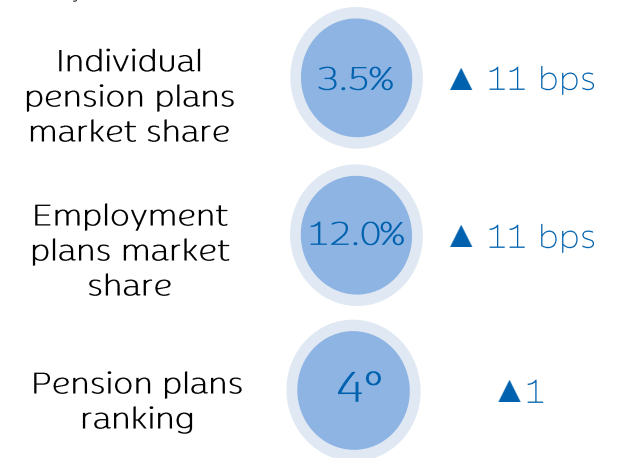 Individual
pension plans
market share
3.5%
▲ 11 bps
Employment
plans market
share
12.0%
▲ 11 bps
Pension plans
ranking
4º
▲1